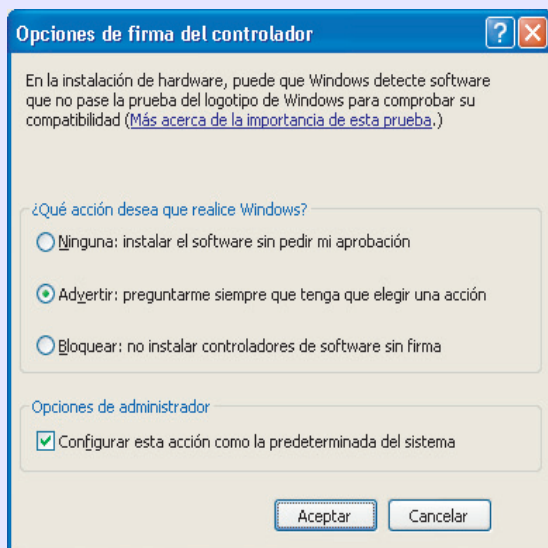 Opciones de firma del controlador
En la instalación de hardware, puede que Windows detecte software
que no pase la prueba del logotipo de Windows para comprobar su
compatibilidad (Más acerca de la importancia de esta prueba.)
¿Qué acción desea que realice Windows?
Ninguna: instalar el software sin pedir mi aprobación
Advertir: preguntarme siempre que tenga que elegir una acción
Bloquear: no instalar controladores de software sin firma
Opciones de administrador
Configurar esta acción como la predeterminada del sistema
Aceptar Cancelar